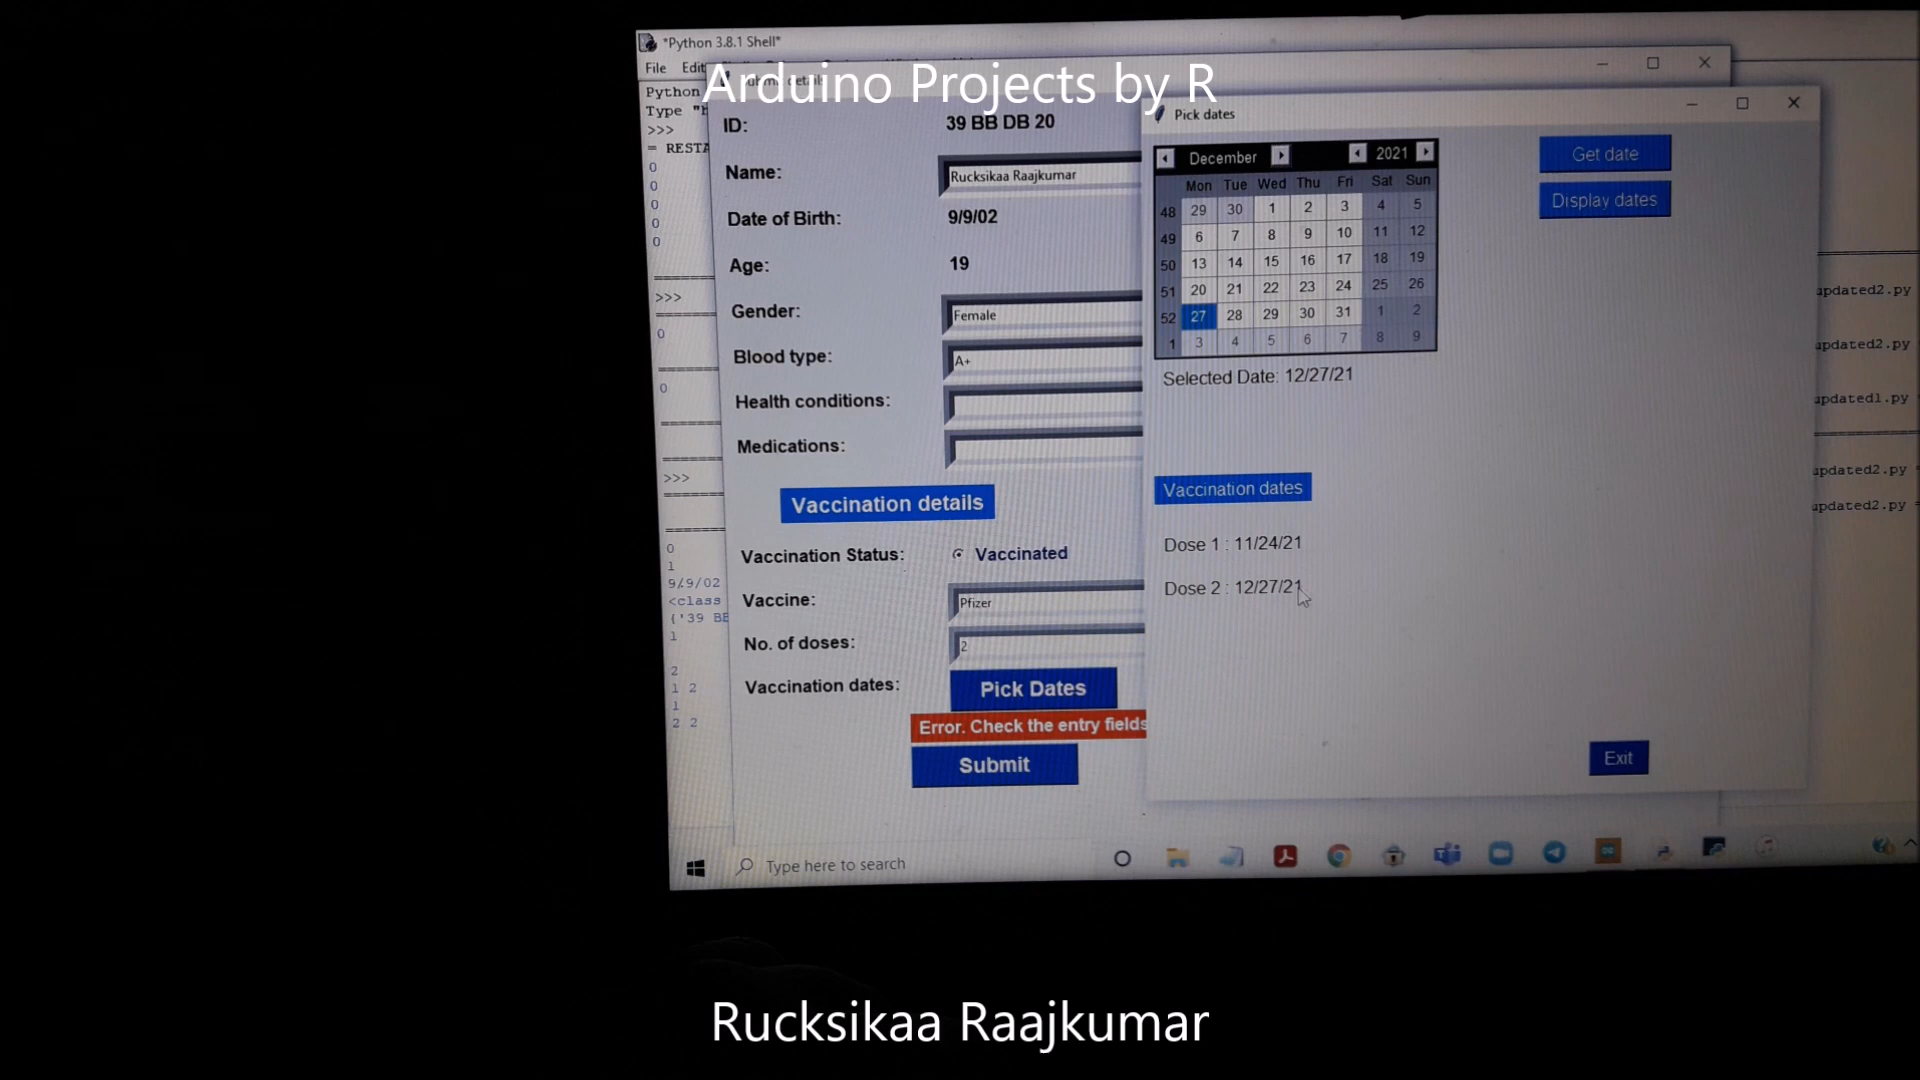 *Python 3.8.1 Shell*
File Edit
Arduino Projects by R
Python
Type "h
>>>
= RESTA
0
0
0
0
0
>>>
0
0
>>>
0
1
9/9/02
<class
{'39 BB
1
2
1 2
1
2 2
ID: 39 BB DB 20
Name: Rucksikaa Raajkumar
Date of Birth: 9/9/02
Age: 19
Gender: Female
Blood type: A+
Health conditions:
Medications:
Vaccination details
Vaccination Status: Vaccinated
Vaccine: Pfizer
No. of doses: 2
Vaccination dates: Pick Dates
Error. Check the entry fields
Submit
Pick dates
December 2021
Mon Tue Wed Thu Fri Sat Sun
48 29 30 1 2 3 4 5
49 6 7 8 9 10 11 12
50 13 14 15 16 17 18 19
51 20 21 22 23 24 25 26
52 27 28 29 30 31 1 2
1 3 4 5 6 7 8 9
Selected Date: 12/27/21
Get date
Display dates
Vaccination dates
Dose 1 : 11/24/21
Dose 2 : 12/27/21
Exit
updated2.py
updated2.py
updated1.py
updated2.py
updated2.py
Type here to search
Rucksikaa Raajkumar